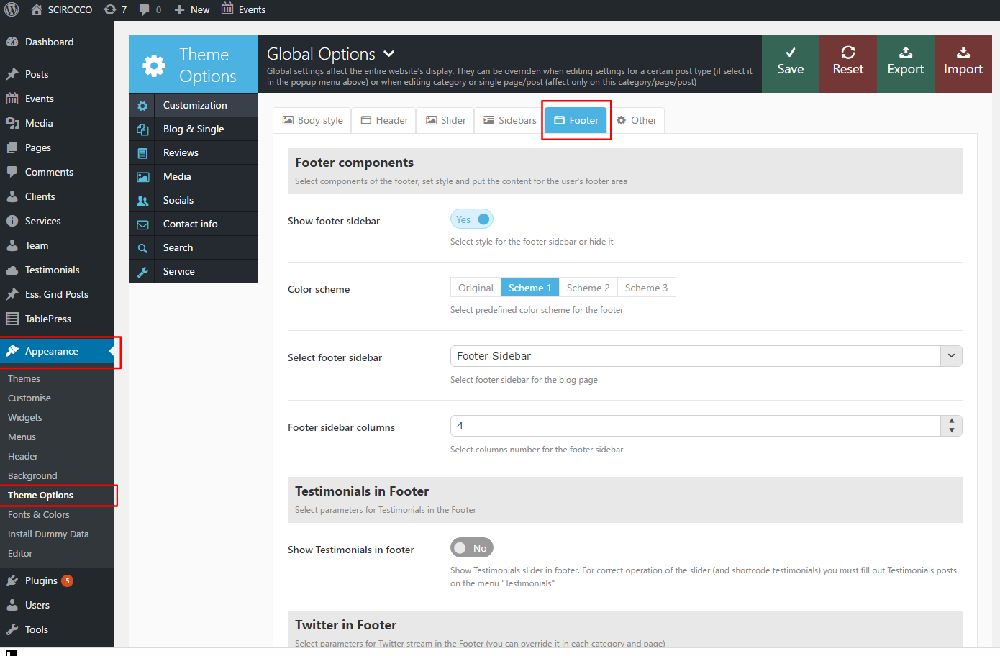 SCIROCCO 7 0 New Events
Dashboard
Posts
Events
Media
Pages
Comments
Clients
Services
Team
Testimonials
Ess. Grid Posts
TablePress
Appearance
Themes
Customise
Widgets
Menus
Header
Background
Theme Options
Fonts & Colors
Install Dummy Data
Editor
Plugins 5
Users
Tools
Theme
Options
Global Options
Global settings affect the entire website's display. They can be overriden when editing settings for a certain post type (if select it
in the popup menu above) or when editing category or single page/post (affect only on this category/page/post)
Save
Reset
Export
Import
Customization
Blog & Single
Reviews
Media
Socials
Contact info
Search
Service
Body style Header Slider Sidebars Footer Other
Footer components
Select components of the footer, set style and put the content for the user's footer area
Show footer sidebar Yes
Select style for the footer sidebar or hide it
Color scheme Original Scheme 1 Scheme 2 Scheme 3
Select predefined color scheme for the footer
Select footer sidebar Footer Sidebar
Select footer sidebar for the blog page
Footer sidebar columns 4
Select columns number for the footer sidebar
Testimonials in Footer
Select parameters for Testimonials in the Footer
Show Testimonials in footer No
Show Testimonials slider in footer. For correct operation of the slider (and shortcode testimonials) you must fill out Testimonials posts
on the menu "Testimonials"
Twitter in Footer
Select parameters for Twitter stream in the Footer (you can override it in each category and page)